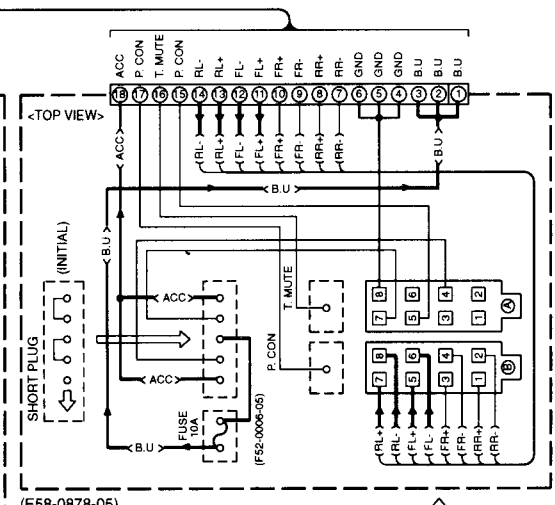 ACC P. CON T. MUTE P. CON RL- RL+ FL- FL+ FR+ FR- RR+ RR- GND GND GND B.U B.U B.U
18 17 16 15 14 13 12 11 10 9 8 7 6 5 4 3 2 1
<TOP VIEW>
ACC RL- RL+ FL- FL+ FR+ FR- RR+ RR- B.U
B.U
B.U
(INITIAL)
SHORT PLUG
ACC
ACC
T. MUTE
P. CON
8 6 4 2
7 5 3 1
A
8 6 4 2
7 5 3 1
B
FUSE
10A
B.U
(F52-0006-05)
RL+ RL- FL+ FL- FR+ FR- RR+ RR-
(E58-0878-05)